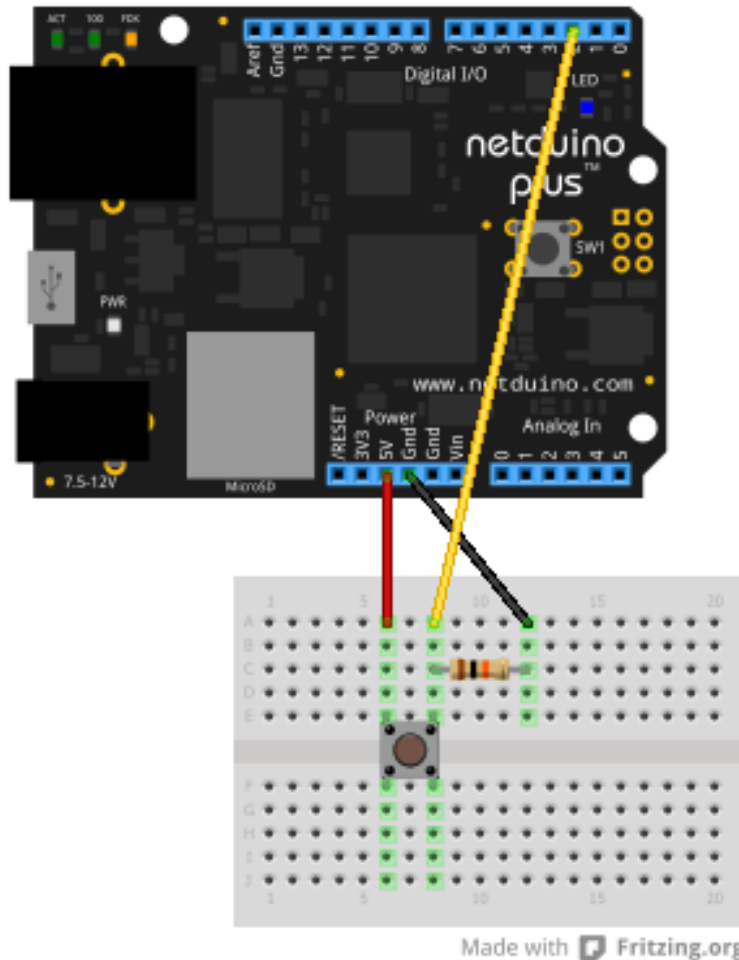 ACT 100 FDX
Aref Gnd 13 12 11 10 9 8 7 6 5 4 3 2 1 0
Digital I/O
LED
netduino
plus™
SW1
PWR
www.netduino.com
/RESET 3V3 5V Gnd Gnd Vin
Power
Analog In
0 1 2 3 4 5
7.5-12V
MicroSD
1 5 10 15 20
A
B
C
D
E
F
G
H
I
J
1 5 10 15 20
Made with Fritzing.org